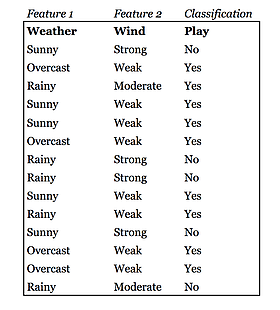 Feature 1 Feature 2 Classification
Weather Wind Play
Sunny Strong No
Overcast Weak Yes
Rainy Moderate Yes
Sunny Weak Yes
Sunny Weak Yes
Overcast Weak Yes
Rainy Strong No
Rainy Strong No
Sunny Weak Yes
Rainy Weak Yes
Sunny Strong No
Overcast Weak Yes
Overcast Weak Yes
Rainy Moderate No